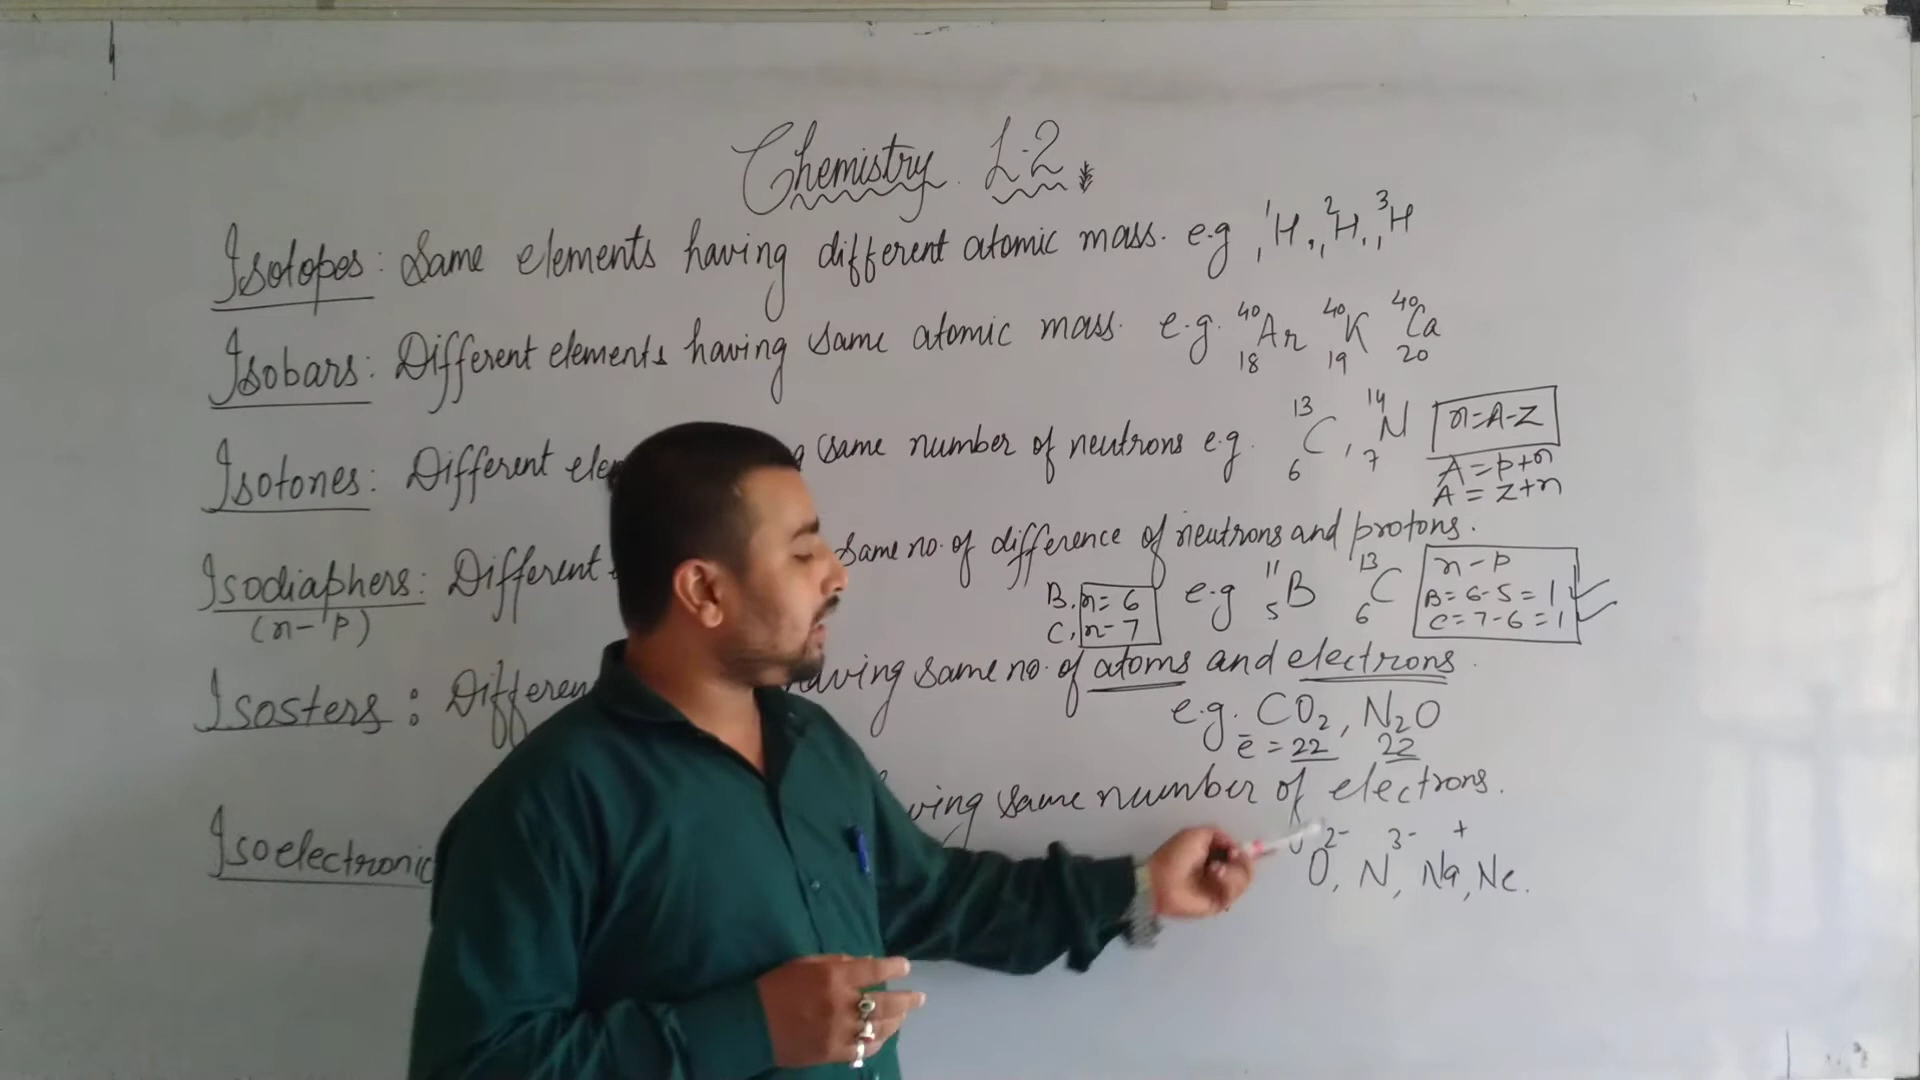 Chemistry L-2
Isotopes: Same elements having different atomic mass. e.g ¹₁H, ²₁H, ³₁H
Isobars: Different elements having same atomic mass. e.g. ⁴⁰₁₈Ar ⁴⁰₁₉K ⁴⁰₂₀Ca
Isotones: Different ele same number of neutrons e.g. ¹³₆C, ¹⁴₇N n=A-Z
A=p+n
A=Z+n
Isodiaphers: Different same no. of difference of neutrons and protons.
(n-p) B, n=6 e.g ¹¹₅B ¹³₆C n-p
C, n-7 B=6-5=1
C=7-6=1
Isosters: Differen having same no. of atoms and electrons.
e.g. CO₂, N₂O
e̅ = 22 22
Isoelectronic ving same number of electrons.
O²⁻, N³⁻, Na⁺, Ne.